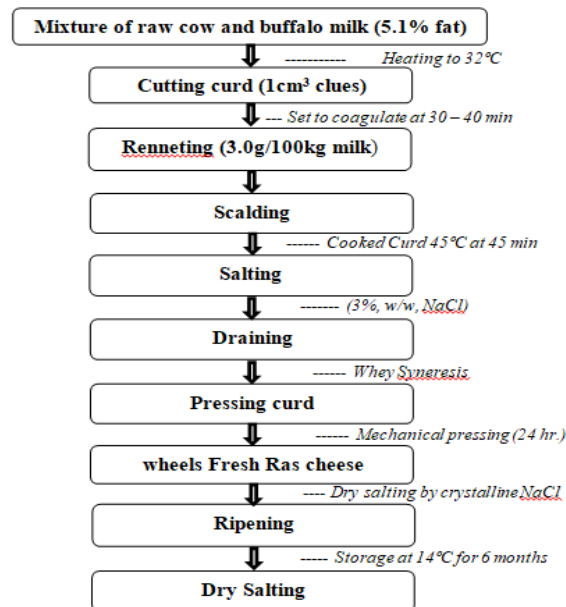 Mixture of raw cow and buffalo milk (5.1% fat)
----------- Heating to 32°C
Cutting curd (1cm³ clues)
--- Set to coagulate at 30 – 40 min
Renneting (3.0g/100kg milk)
Scalding
------ Cooked Curd 45°C at 45 min
Salting
------- (3%, w/w, NaCl)
Draining
------ Whey Syneresis
Pressing curd
------ Mechanical pressing (24 hr.)
wheels Fresh Ras cheese
---- Dry salting by crystalline NaCl
Ripening
----- Storage at 14°C for 6 months
Dry Salting